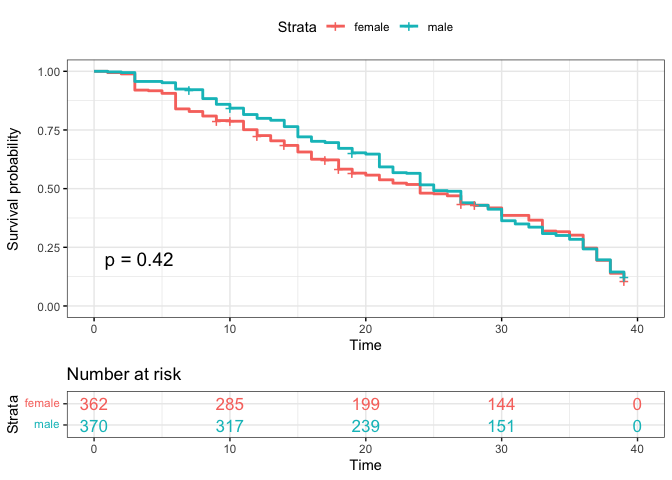 Strata female male
1.00
0.75
0.50
0.25
0.00
Survival probability
p = 0.42
0 10 20 30 40
Time
Number at risk
Strata
female 362 285 199 144 0
male 370 317 239 151 0
0 10 20 30 40
Time